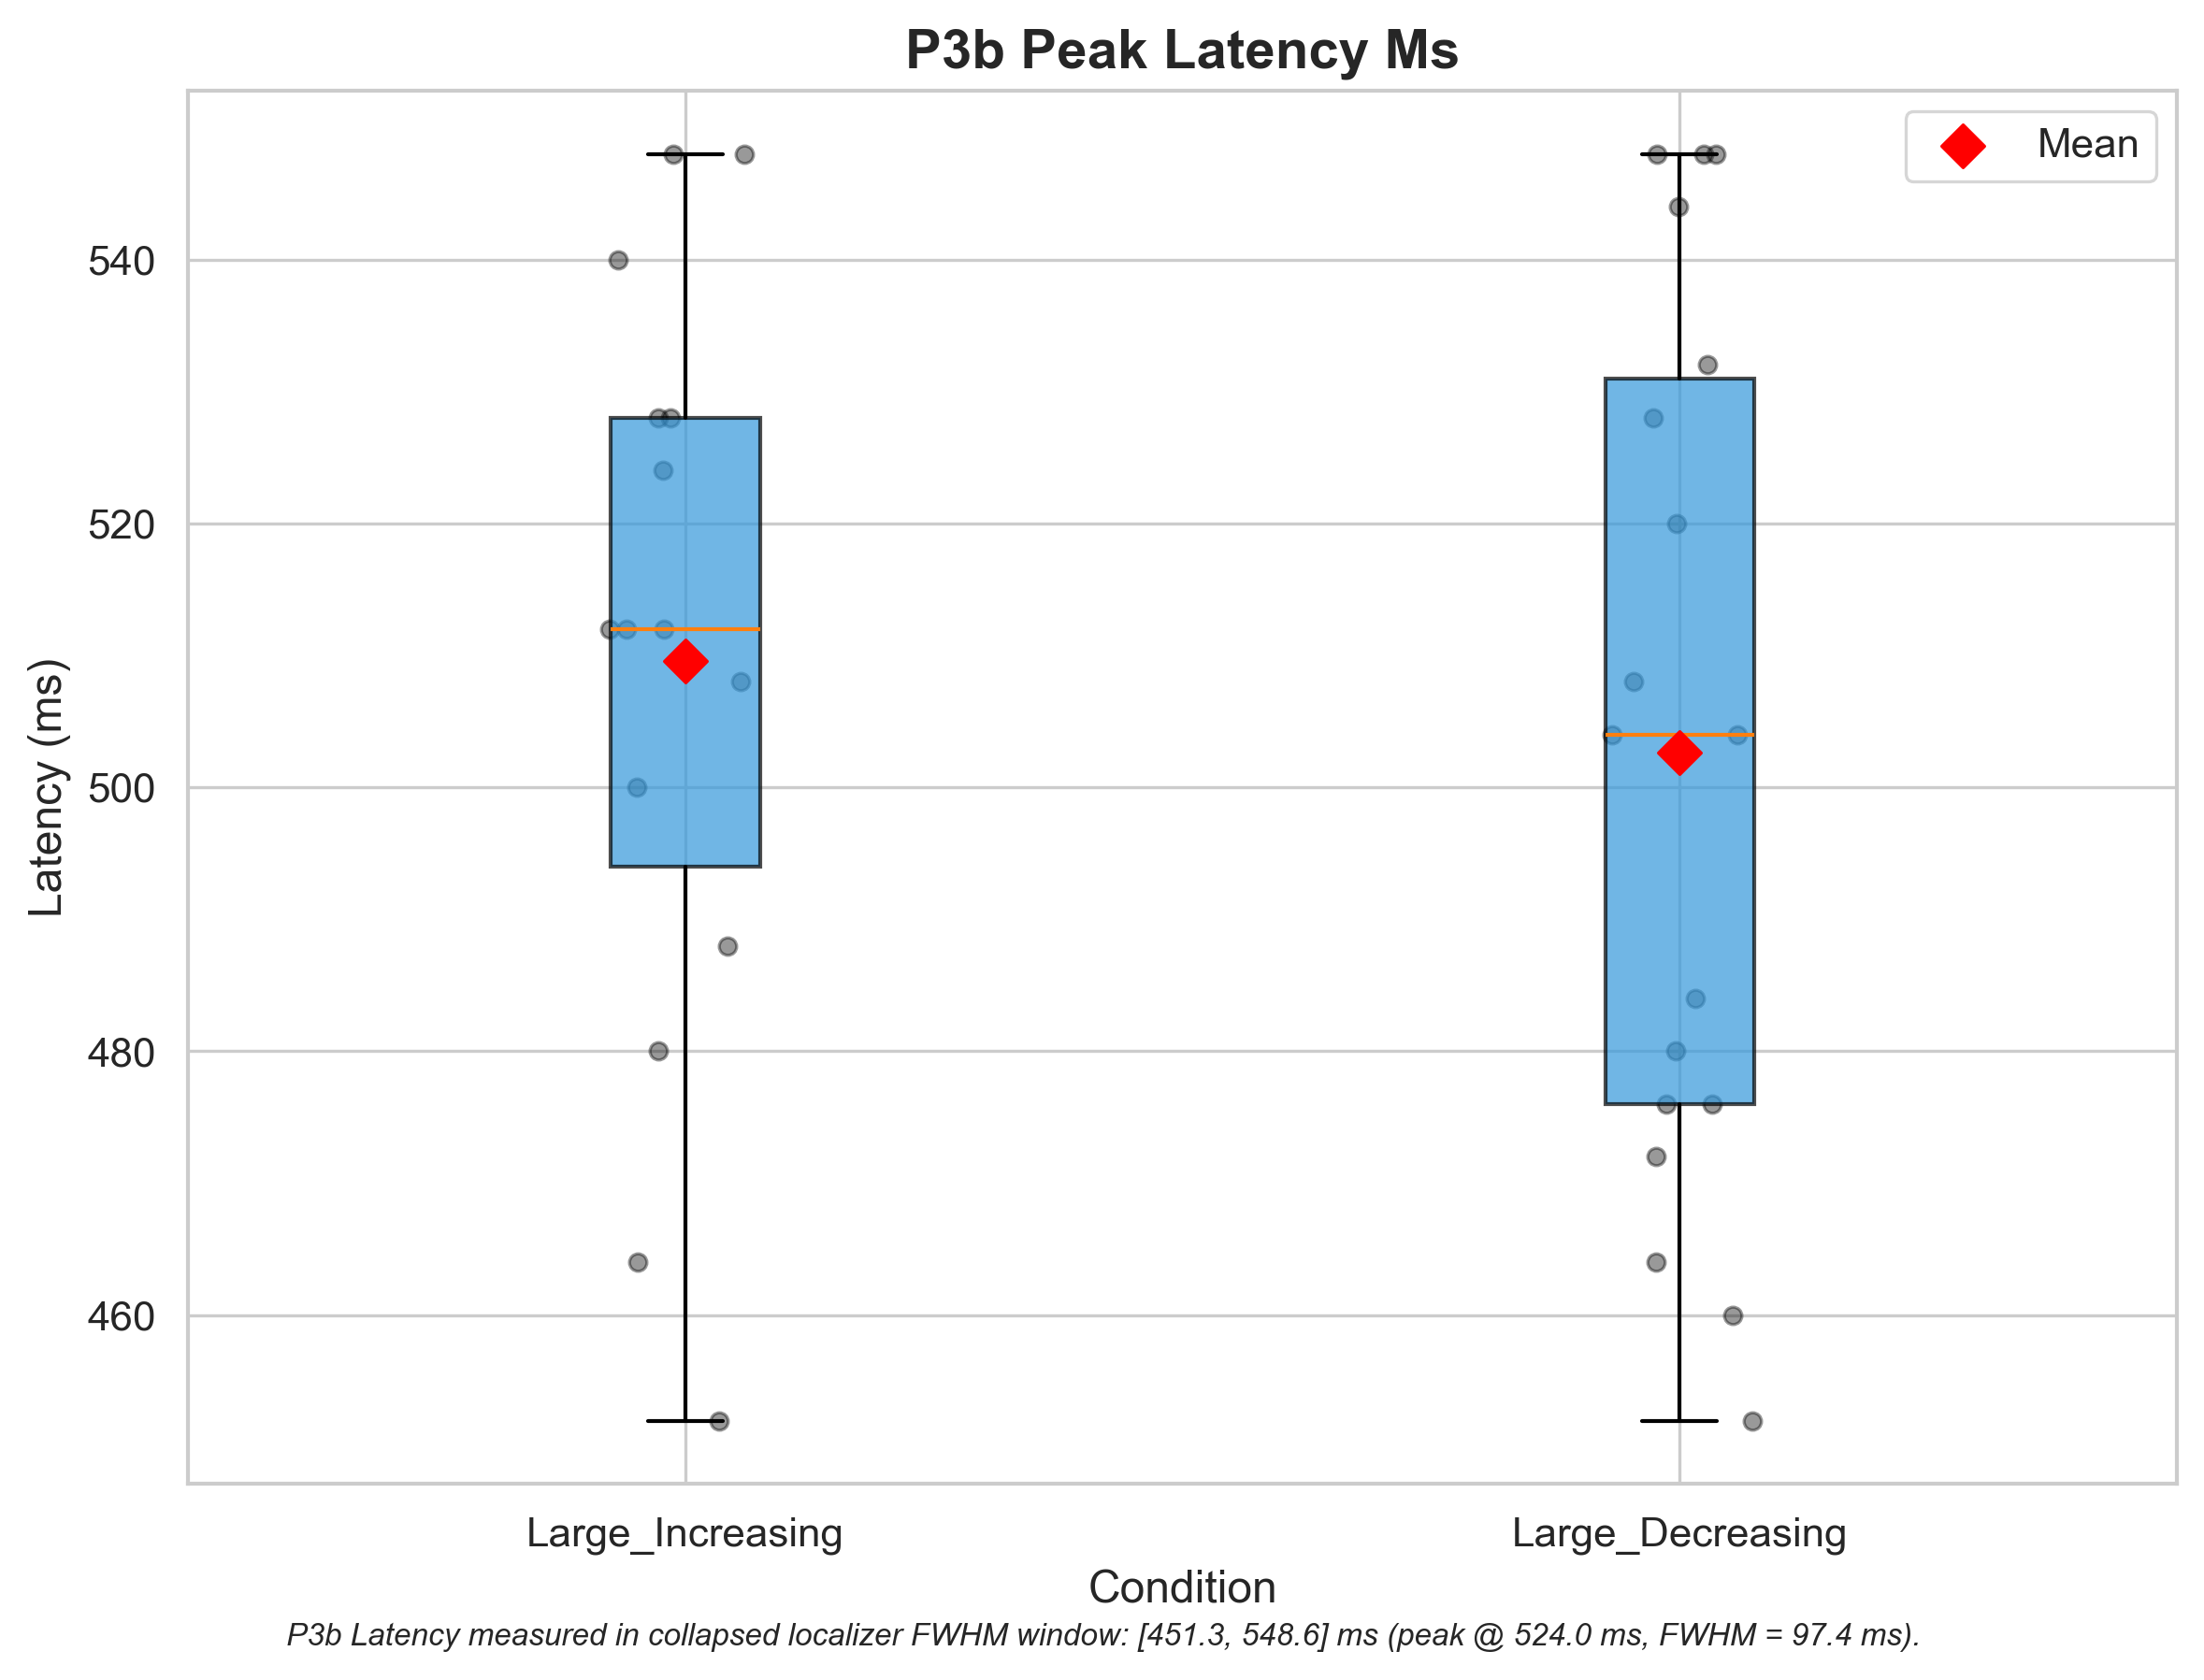 P3b Peak Latency Ms
Mean
540
520
500
480
460
Latency (ms)
Large_Increasing
Large_Decreasing
Condition
P3b Latency measured in collapsed localizer FWHM window: [451.3, 548.6] ms (peak @ 524.0 ms, FWHM = 97.4 ms).